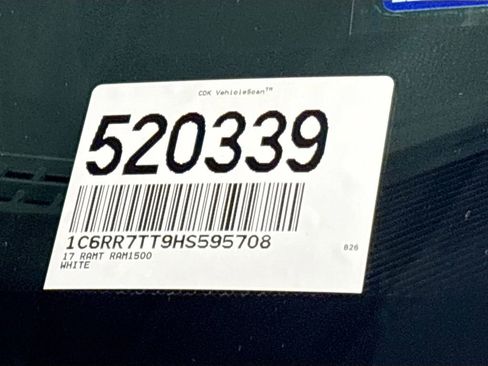 CDK VehicleScan™
520339
1C6RR7TT9HS595708
17 RAMT RAM1500
WHITE
826